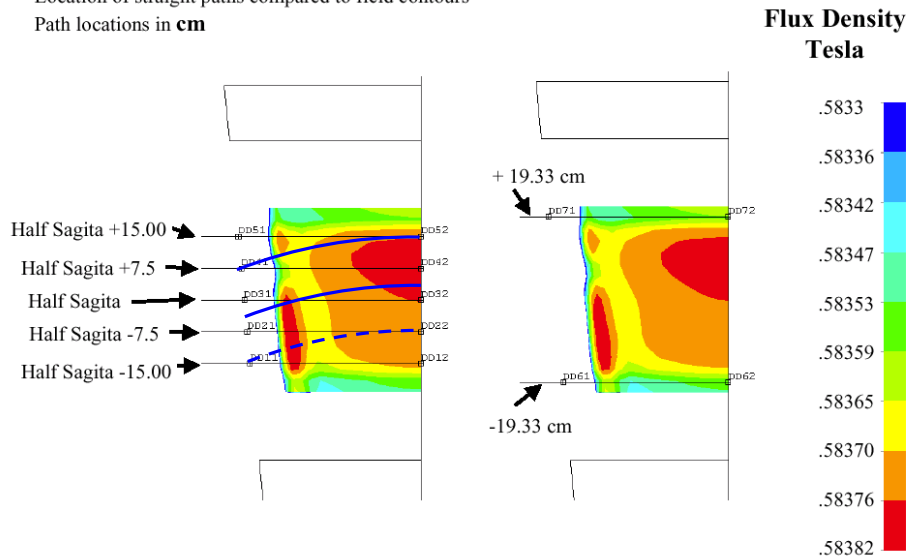 Location of straight paths compared to field contours
Path locations in cm
Flux Density
Tesla
Half Sagita +15.00
Half Sagita +7.5
Half Sagita
Half Sagita -7.5
Half Sagita -15.00
DD51
DD52
DD41
DD42
DD31
DD32
DD21
DD22
DD11
DD12
+ 19.33 cm
DD71
DD72
DD61
DD62
-19.33 cm
.5833
.58336
.58342
.58347
.58353
.58359
.58365
.58370
.58376
.58382